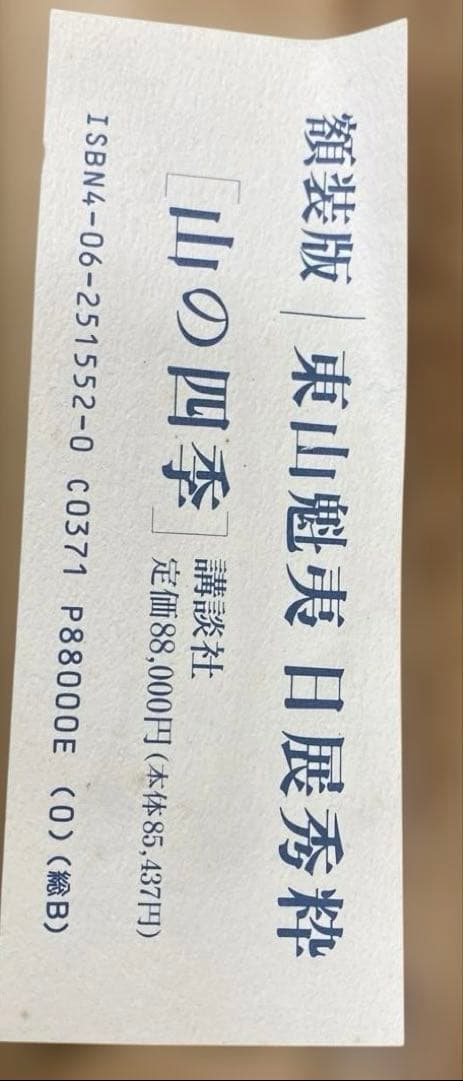 額装版│東山魁夷 日展秀粋
[山の四季] 講談社
定価88,000円(本体85,437円)
ISBN4-06-251552-0 C0371 P88000E (0)(総B)